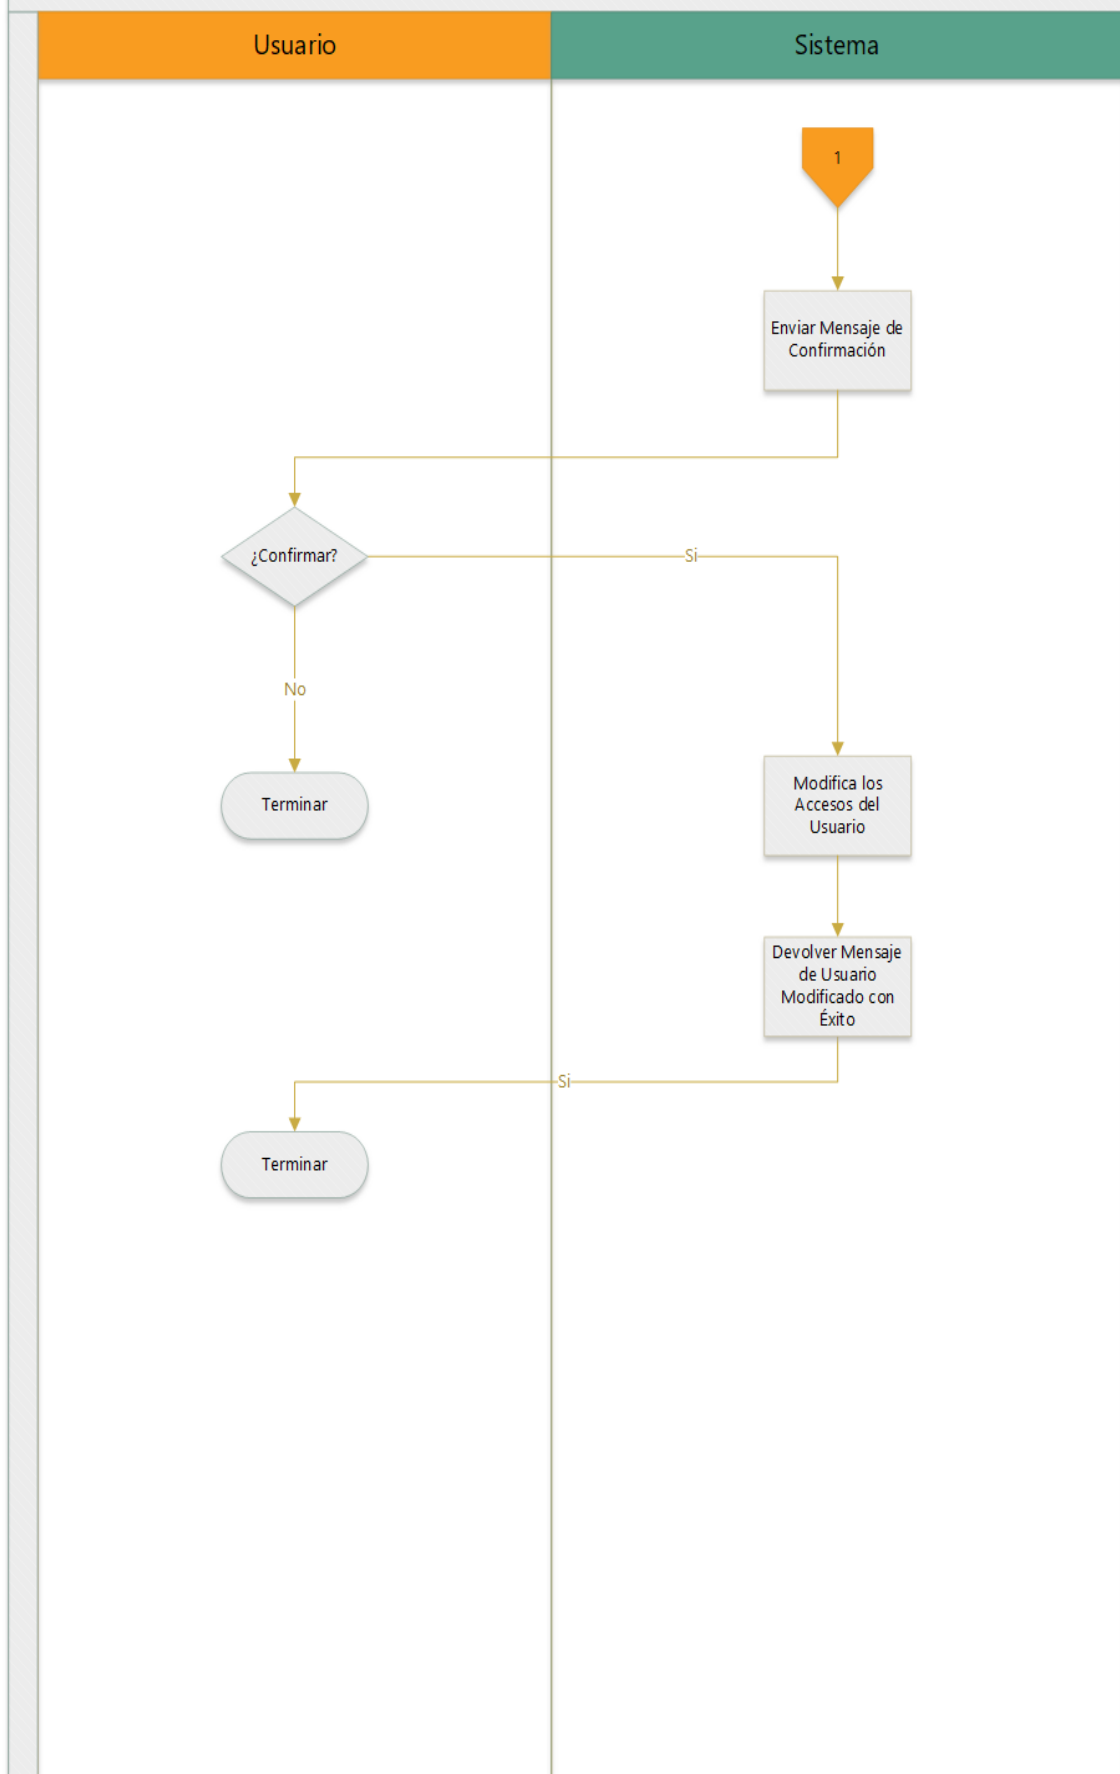 Usuario
Sistema
1
Enviar Mensaje de
Confirmación
¿Confirmar?
Si
No
Terminar
Modifica los
Accesos del
Usuario
Devolver Mensaje
de Usuario
Modificado con
Éxito
Si
Terminar